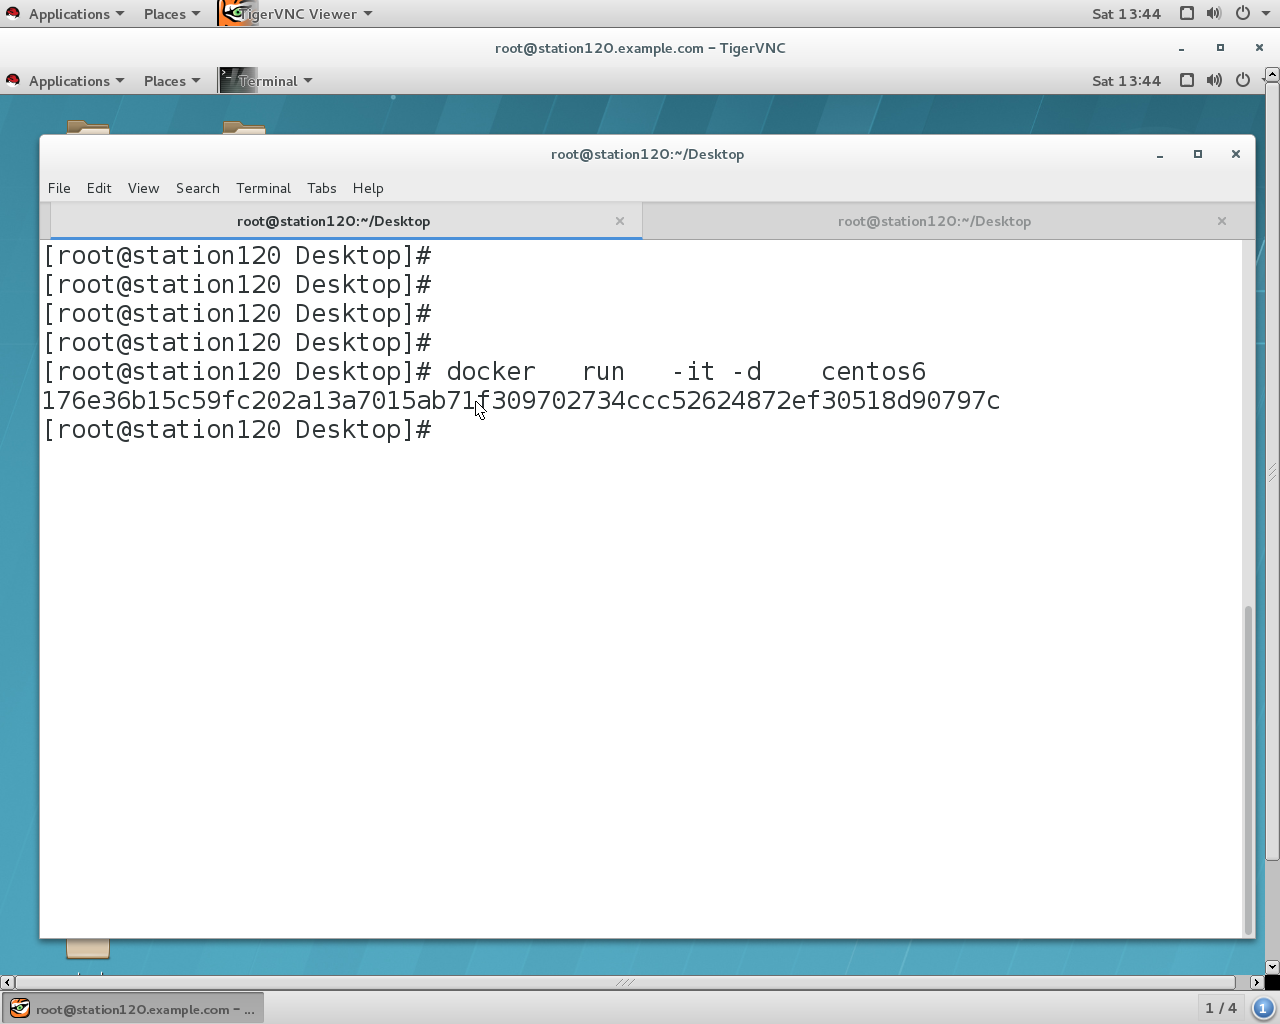 Applications Places TigerVNC Viewer Sat 13:44
root@station120.example.com – TigerVNC
Applications Places Terminal Sat 13:44
root@station120:~/Desktop
File Edit View Search Terminal Tabs Help
root@station120:~/Desktop root@station120:~/Desktop
[root@station120 Desktop]#
[root@station120 Desktop]#
[root@station120 Desktop]#
[root@station120 Desktop]#
[root@station120 Desktop]# docker   run   -it -d    centos6
176e36b15c59fc202a13a7015ab71f309702734ccc52624872ef30518d90797c
[root@station120 Desktop]#
root@station120.example.com – ... 1 / 4 1